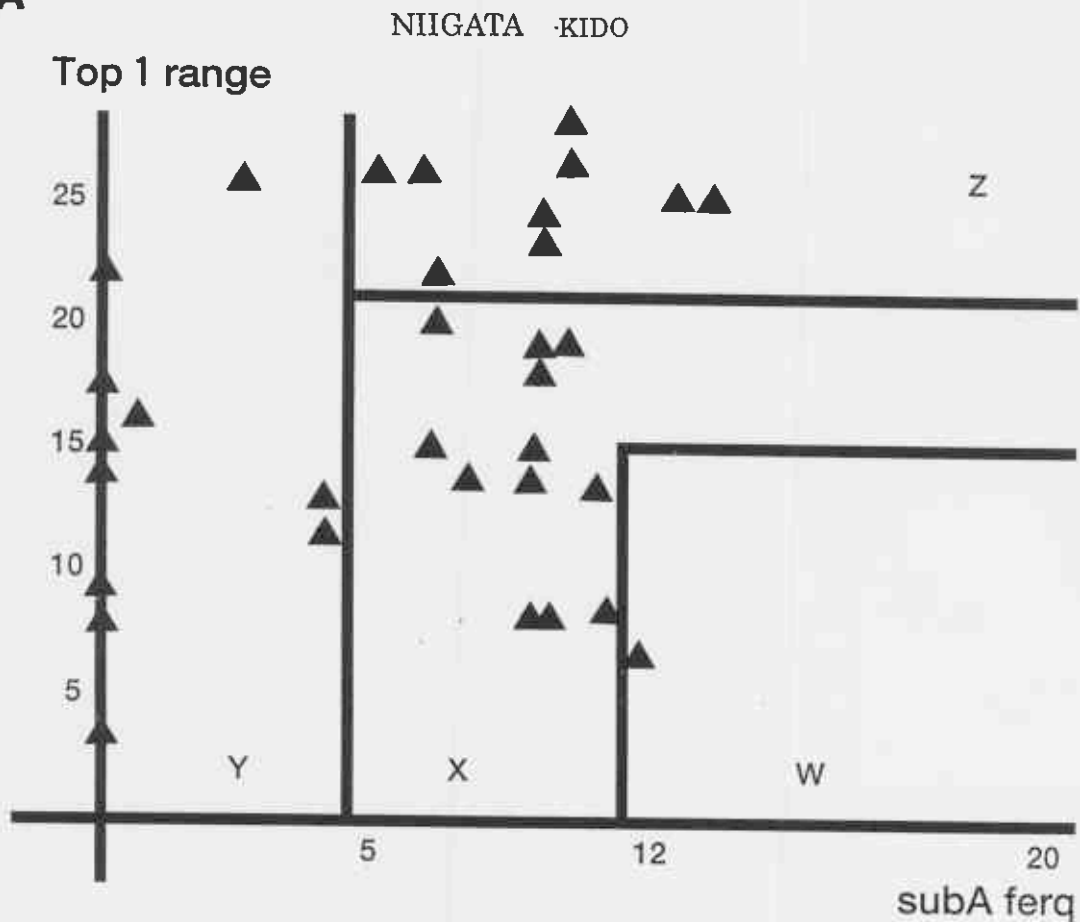 A
NIIGATA ·KIDO
Top 1 range
25
Z
20
15
10
5
Y X W
5 12 20
subA ferq